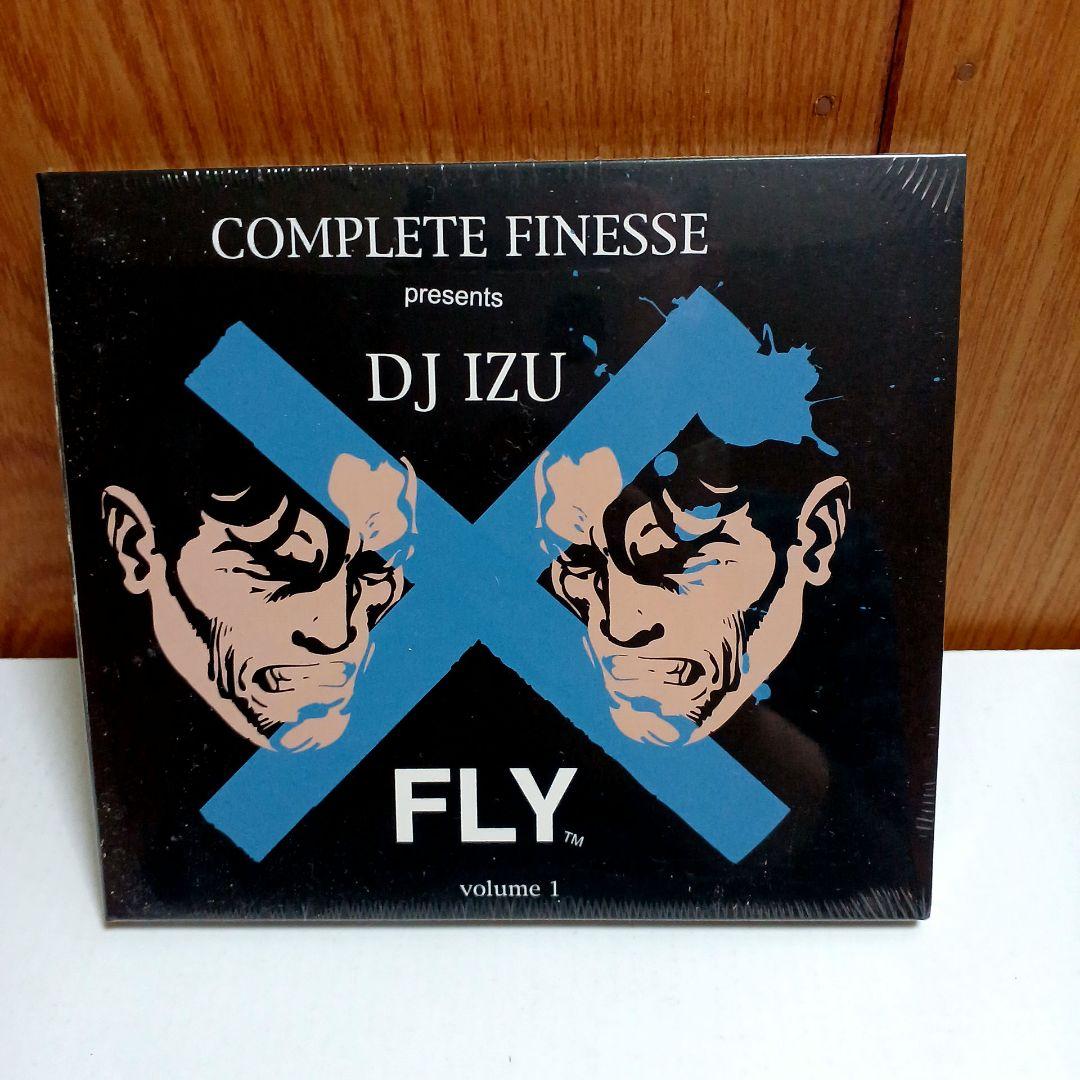 COMPLETE FINESSE
presents
DJ IZU
FLY™
volume 1